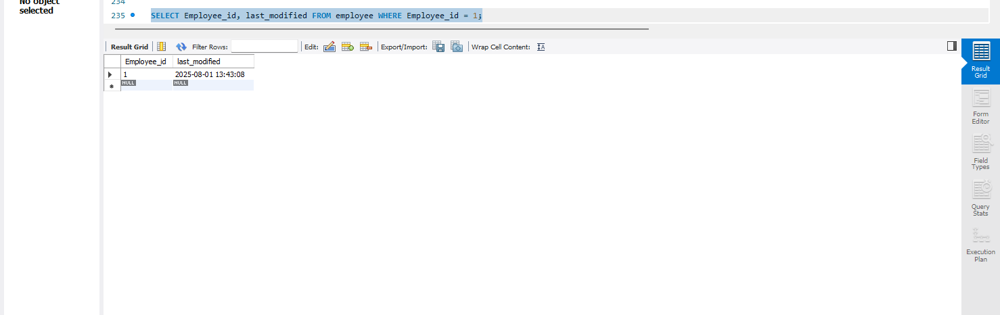 No object
selected
234
235 SELECT Employee_id, last_modified FROM employee WHERE Employee_id = 1;
Result Grid Filter Rows: Edit: Export/Import: Wrap Cell Content:
Employee_id last_modified
1 2025-08-01 13:43:08
NULL NULL
Result
Grid
Form
Editor
Field
Types
Query
Stats
Execution
Plan